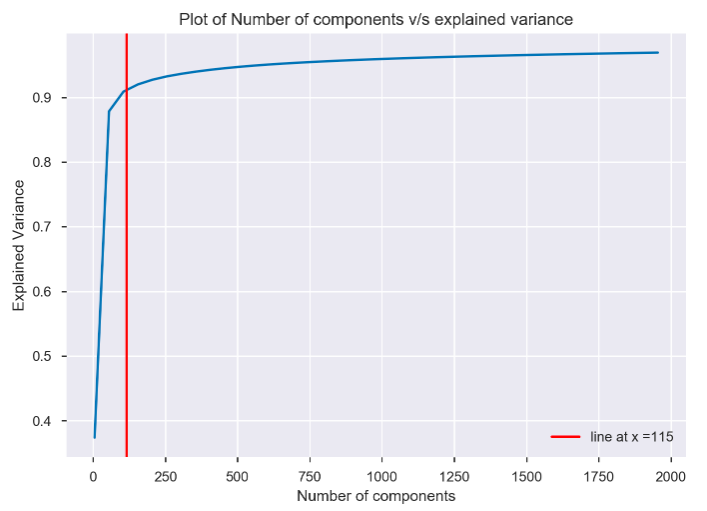 Plot of Number of components v/s explained variance
Explained Variance
0.9
0.8
0.7
0.6
0.5
0.4
line at x =115
0 250 500 750 1000 1250 1500 1750 2000
Number of components